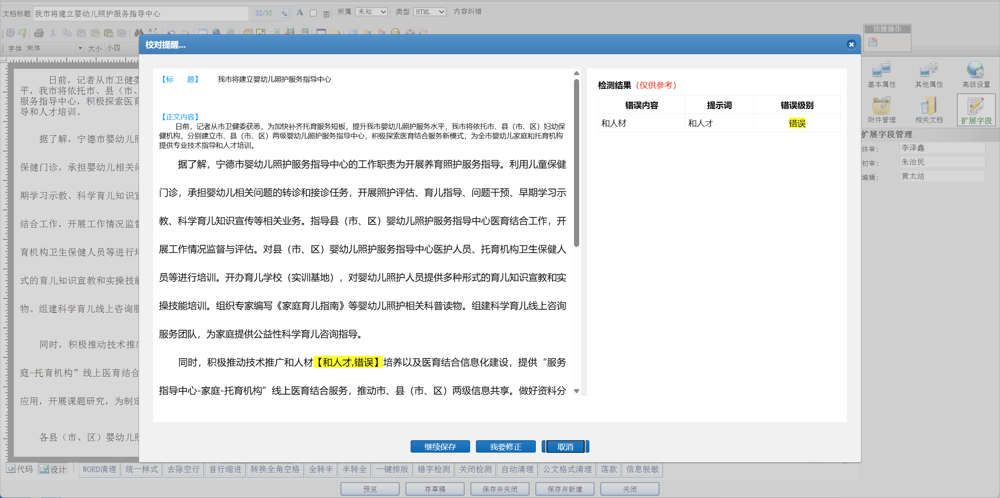 文档标题 我市将建立婴幼儿照护服务指导中心 32/32 A 图 所属 未知 类型 HTML 内容纠错
字体 宋体 大小 小四
快捷操作
日前，记者从市卫健委
平，我市将依托市、县（市、
服务指导中心，积极探索医育
导和人才培训。
据了解，宁德市婴幼儿照
保健门诊，承担婴幼儿相关问
期学习示教、科学育儿知识宣
结合工作，开展工作情况监督
育机构卫生保健人员等进行培
式的育儿知识宣教和实操技能
物。组建科学育儿线上咨询服
同时，积极推动技术推广
庭-托育机构”线上医育结合
应用，开展课题研究，为制定
各县（市、区）婴幼儿照
校对提醒...
【标 题】 我市将建立婴幼儿照护服务指导中心
【正文内容】
日前，记者从市卫健委获悉，为加快补齐托育服务短板，提升我市婴幼儿照护服务水平，我市将依托市、县（市、区）妇幼保
健机构，分别建立市、县（市、区）两级婴幼儿照护服务指导中心，积极探索医育结合服务新模式，为全市婴幼儿家庭和托育机构
提供专业技术指导和人才培训。
据了解，宁德市婴幼儿照护服务指导中心的工作职责为开展养育照护服务指导。利用儿童保健
门诊，承担婴幼儿相关问题的转诊和接诊任务，开展照护评估、育儿指导、问题干预、早期学习示
教、科学育儿知识宣传等相关业务。指导县（市、区）婴幼儿照护服务指导中心医育结合工作，开
展工作情况监督与评估。对县（市、区）婴幼儿照护服务指导中心医护人员、托育机构卫生保健人
员等进行培训。开办育儿学校（实训基地），对婴幼儿照护人员提供多种形式的育儿知识宣教和实
操技能培训。组织专家编写《家庭育儿指南》等婴幼儿照护相关科普读物。组建科学育儿线上咨询
服务团队，为家庭提供公益性科学育儿咨询指导。
同时，积极推动技术推广和人材【和人才,错误】培养以及医育结合信息化建设，提供“服务
指导中心-家庭-托育机构”线上医育结合服务，推动市、县（市、区）两级信息共享。做好资料分
检测结果（仅供参考）
错误内容 提示词 错误级别
和人材 和人才 错误
继续保存 我要修正 取消
基本属性 其他属性 高级设置
附件管理 相关文档 扩展字段
扩展字段管理
终审： 李泽鑫
初审： 朱治民
编辑： 黄太结
代码 设计 WORD清理 统一样式 去除空行 首行缩进 转换全角空格 全转半 半转全 一键排版 错字检测 关闭检测 自动清理 公文格式清理 落款 信息脱敏
预览 存草稿 保存并关闭 保存并新建 关闭